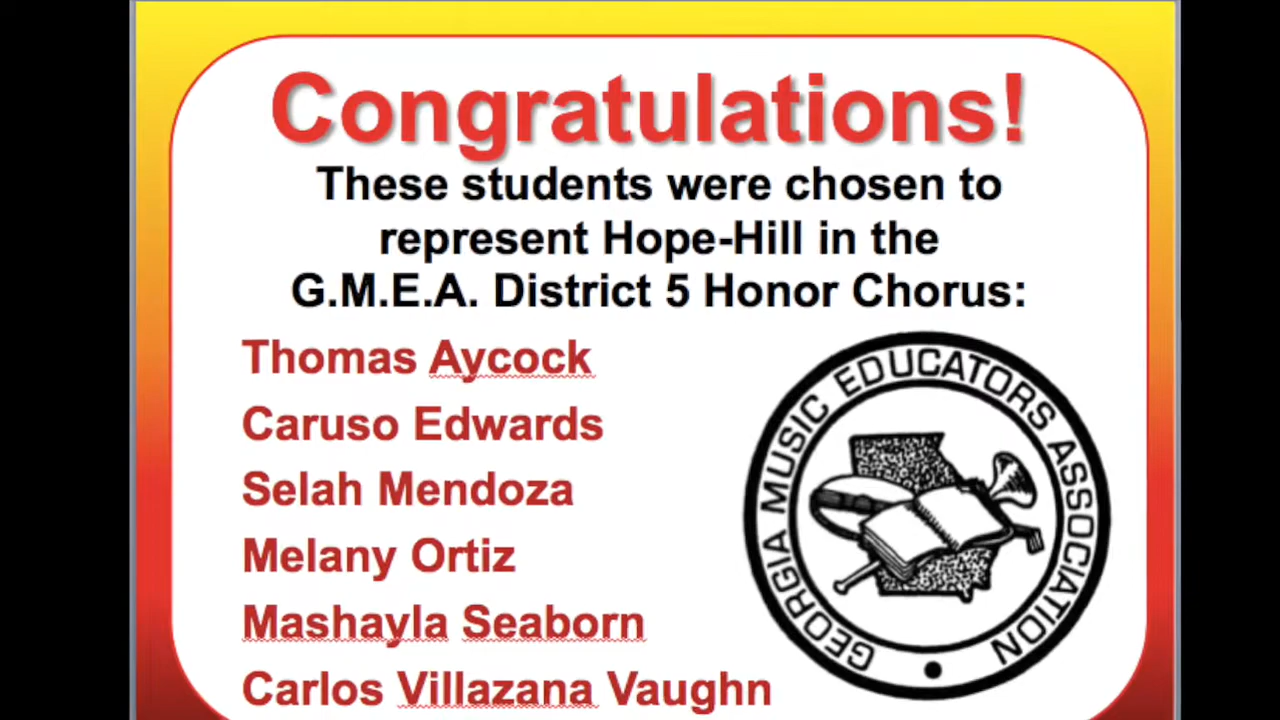 Congratulations!
These students were chosen to
represent Hope-Hill in the
G.M.E.A. District 5 Honor Chorus:
Thomas Aycock
Caruso Edwards
Selah Mendoza
Melany Ortiz
Mashayla Seaborn
Carlos Villazana Vaughn
GEORGIA MUSIC EDUCATORS ASSOCIATION